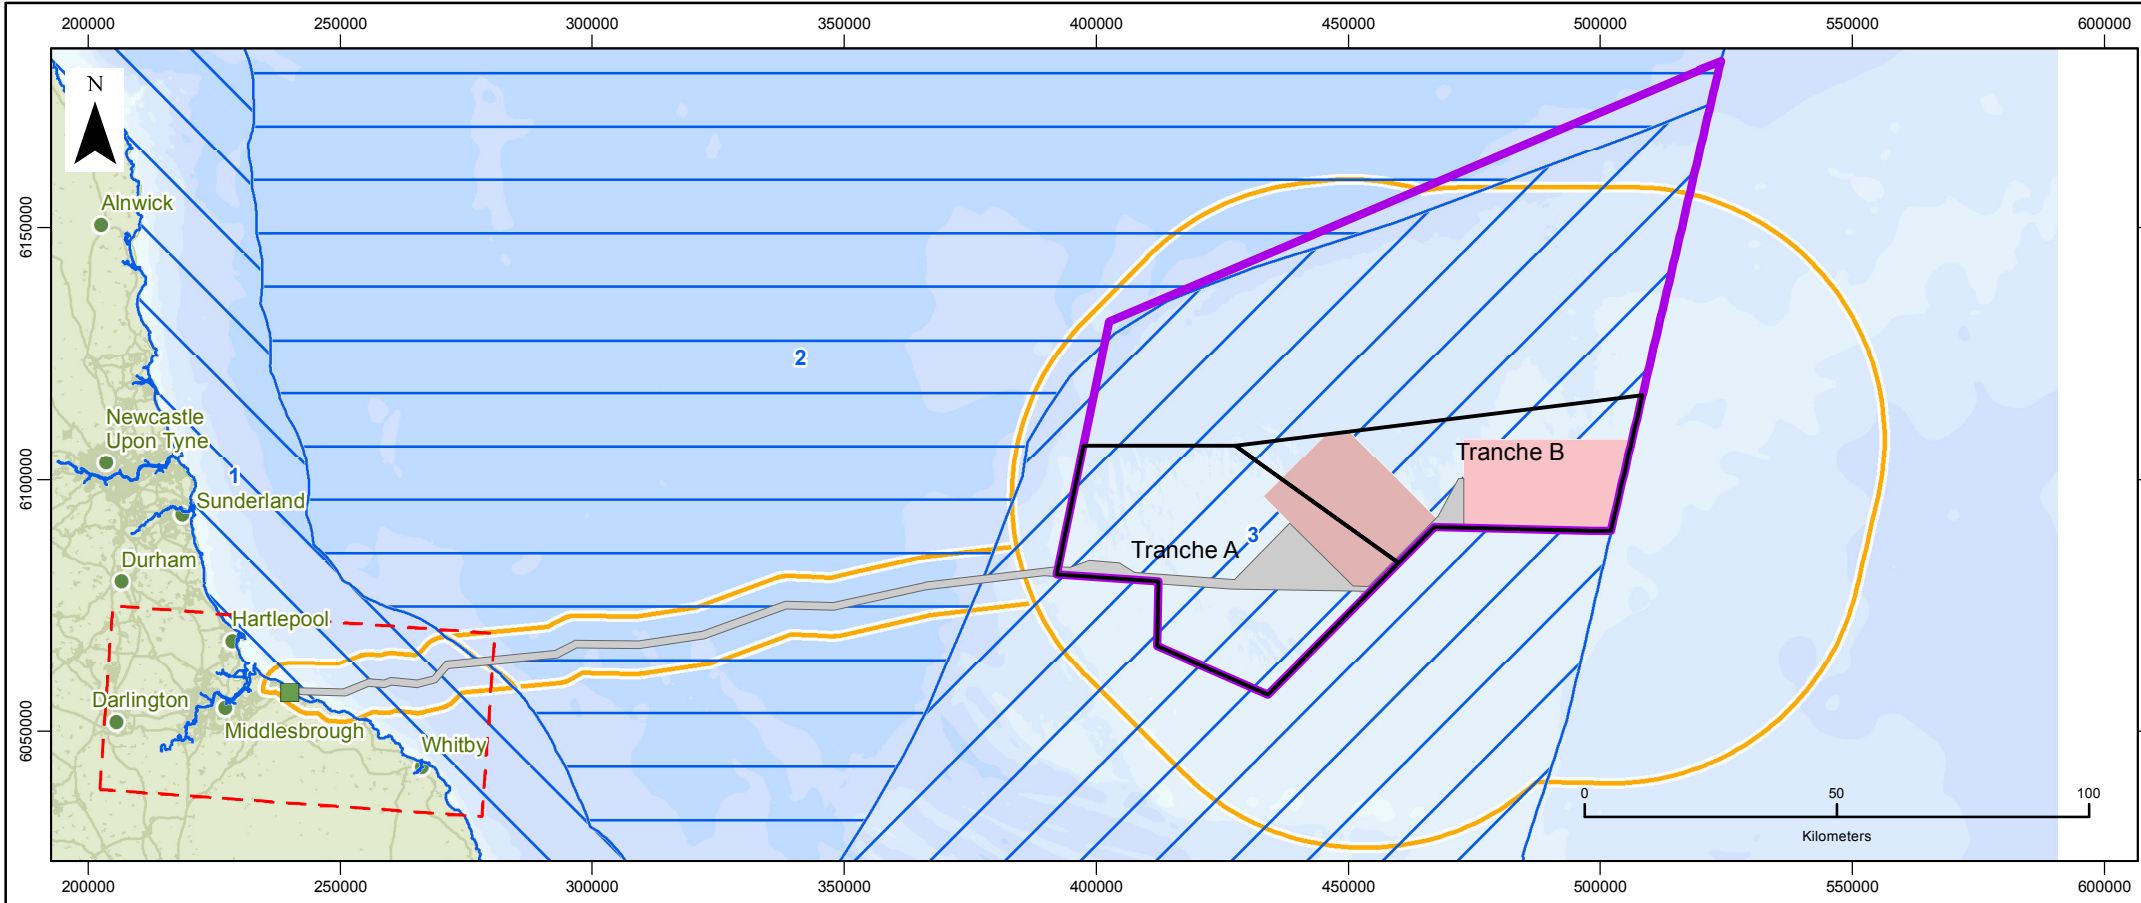 200000 250000 300000 350000 400000 450000 500000 550000 600000
N
Alnwick
6150000
2
Newcastle
Upon Tyne
1
Tranche B
6100000
Sunderland
3
Tranche A
Durham
Hartlepool
Darlington
6050000
Middlesbrough
Whitby
0 50 100
Kilometers
200000 250000 300000 350000 400000 450000 500000 550000 600000